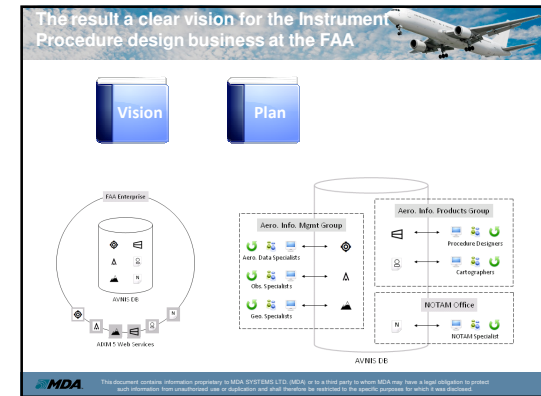 The result a clear vision for the Instrument
Procedure design business at the FAA
Vision
Plan
FAA Enterprise
N
AVNIS DB
N
AIXM 5 Web Services
Aero. Info. Mgmt Group
Aero. Data Specialists
Obs. Specialists
Geo. Specialists
Aero. Info. Products Group
Procedure Designers
Cartographers
NOTAM Office
N
NOTAM Specialist
AVNIS DB
MDA
This document contains information proprietary to MDA SYSTEMS LTD. (MDA) or to a third party to whom MDA may have a legal obligation to protect
such information from unauthorized use or duplication and shall therefore be restricted to the specific purposes for which it was disclosed.